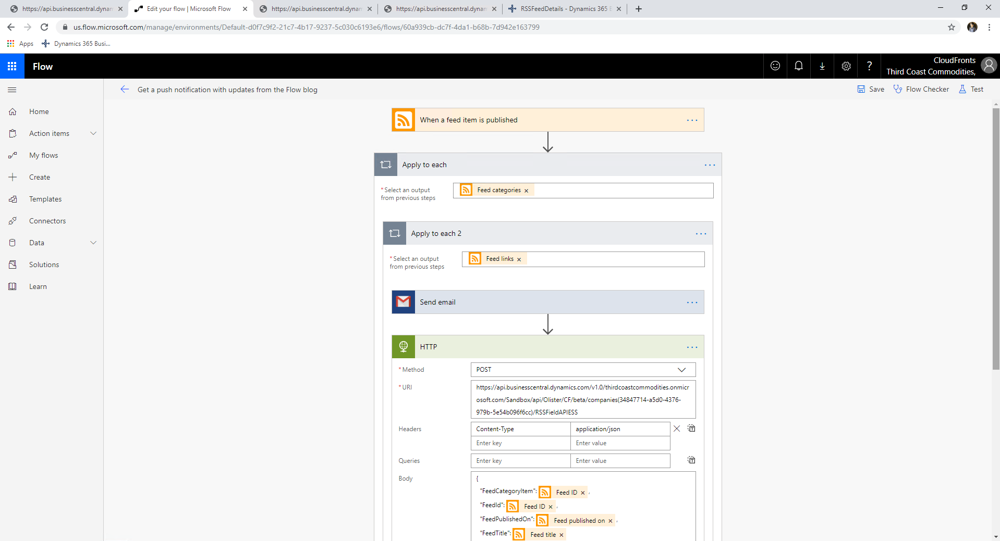 https://api.businesscentral.dynam
Edit your flow | Microsoft Flow
https://api.businesscentral.dynam
https://api.businesscentral.dynam
RSSFeedDetails - Dynamics 365 B
us.flow.microsoft.com/manage/environments/Default-d0f7c9f2-21c7-4b17-9237-5c030c6193e6/flows/60a939cb-dc7f-4da1-b68b-7d942e163799
Apps
Dynamics 365 Busi...
Flow
?
CloudFronts
Third Coast Commodities,
Get a push notification with updates from the Flow blog
Save
Flow Checker
Test
Home
Action items
My flows
Create
Templates
Connectors
Data
Solutions
Learn
When a feed item is published
Apply to each
*Select an output
from previous steps
Feed categories
Apply to each 2
*Select an output
from previous steps
Feed links
Send email
HTTP
*Method
POST
*URI
https://api.businesscentral.dynamics.com/v1.0/thirdcoastcommodities.onmicr
osoft.com/Sandbox/api/Olister/CF/beta/companies(34847714-a5d0-4376-
979b-5e54b096f6cc)/RSSFieldAPIESS
Headers
Content-Type
application/json
Enter key
Enter value
Queries
Enter key
Enter value
Body
{
"FeedCategoryItem": Feed ID ,
"FeedId": Feed ID ,
"FeedPublishedOn": Feed published on ,
"FeedTitle": Feed title